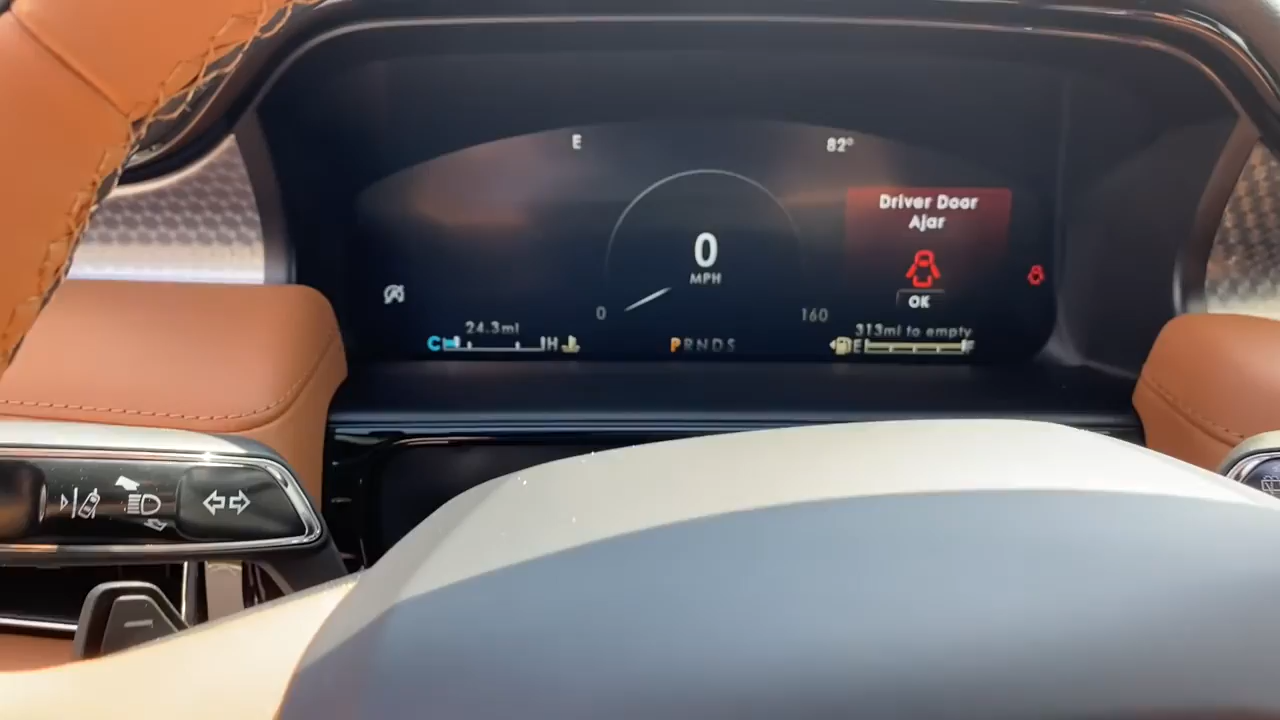 E
82°
Driver Door
Ajar
0
MPH
OK
0
160
24.3mi
313mi to empty
C H
PRNDS
E F